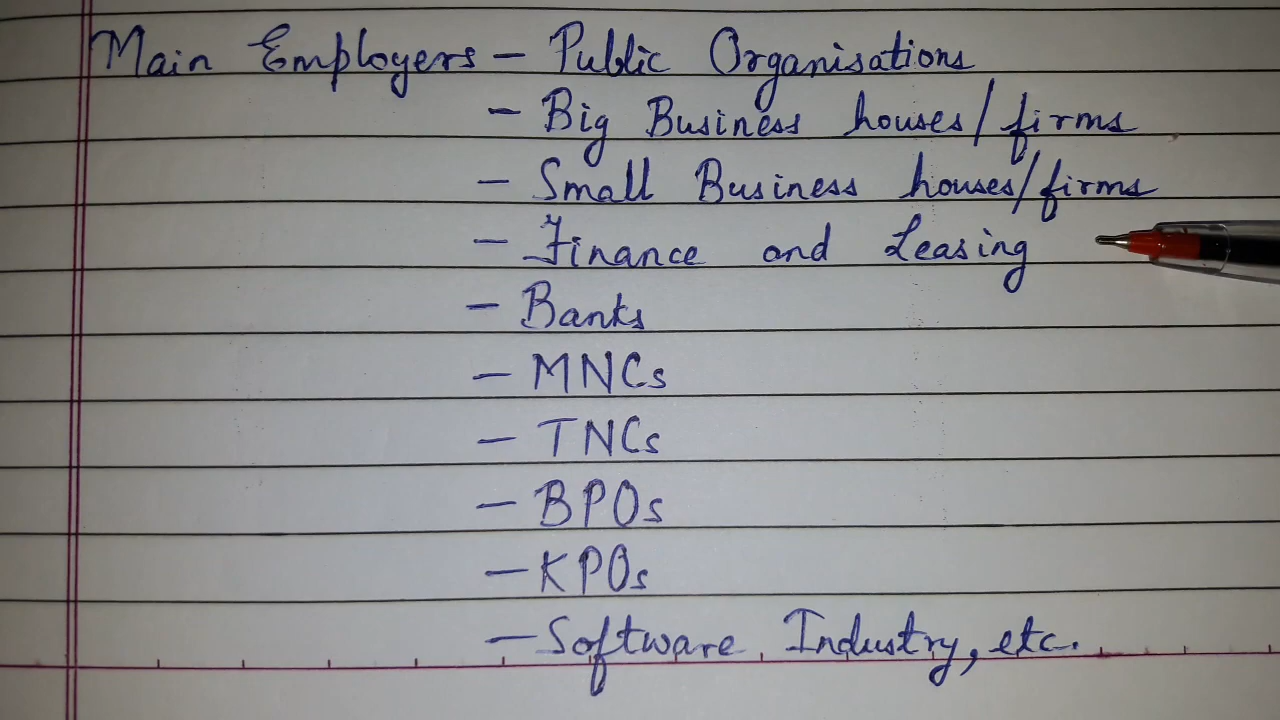 Main Employers - Public Organisations
- Big Business houses/firms
- Small Business houses/firms
- Finance and Leasing
- Banks
- MNCs
- TNCs
- BPOs
- KPOs
- Software Industry, etc.